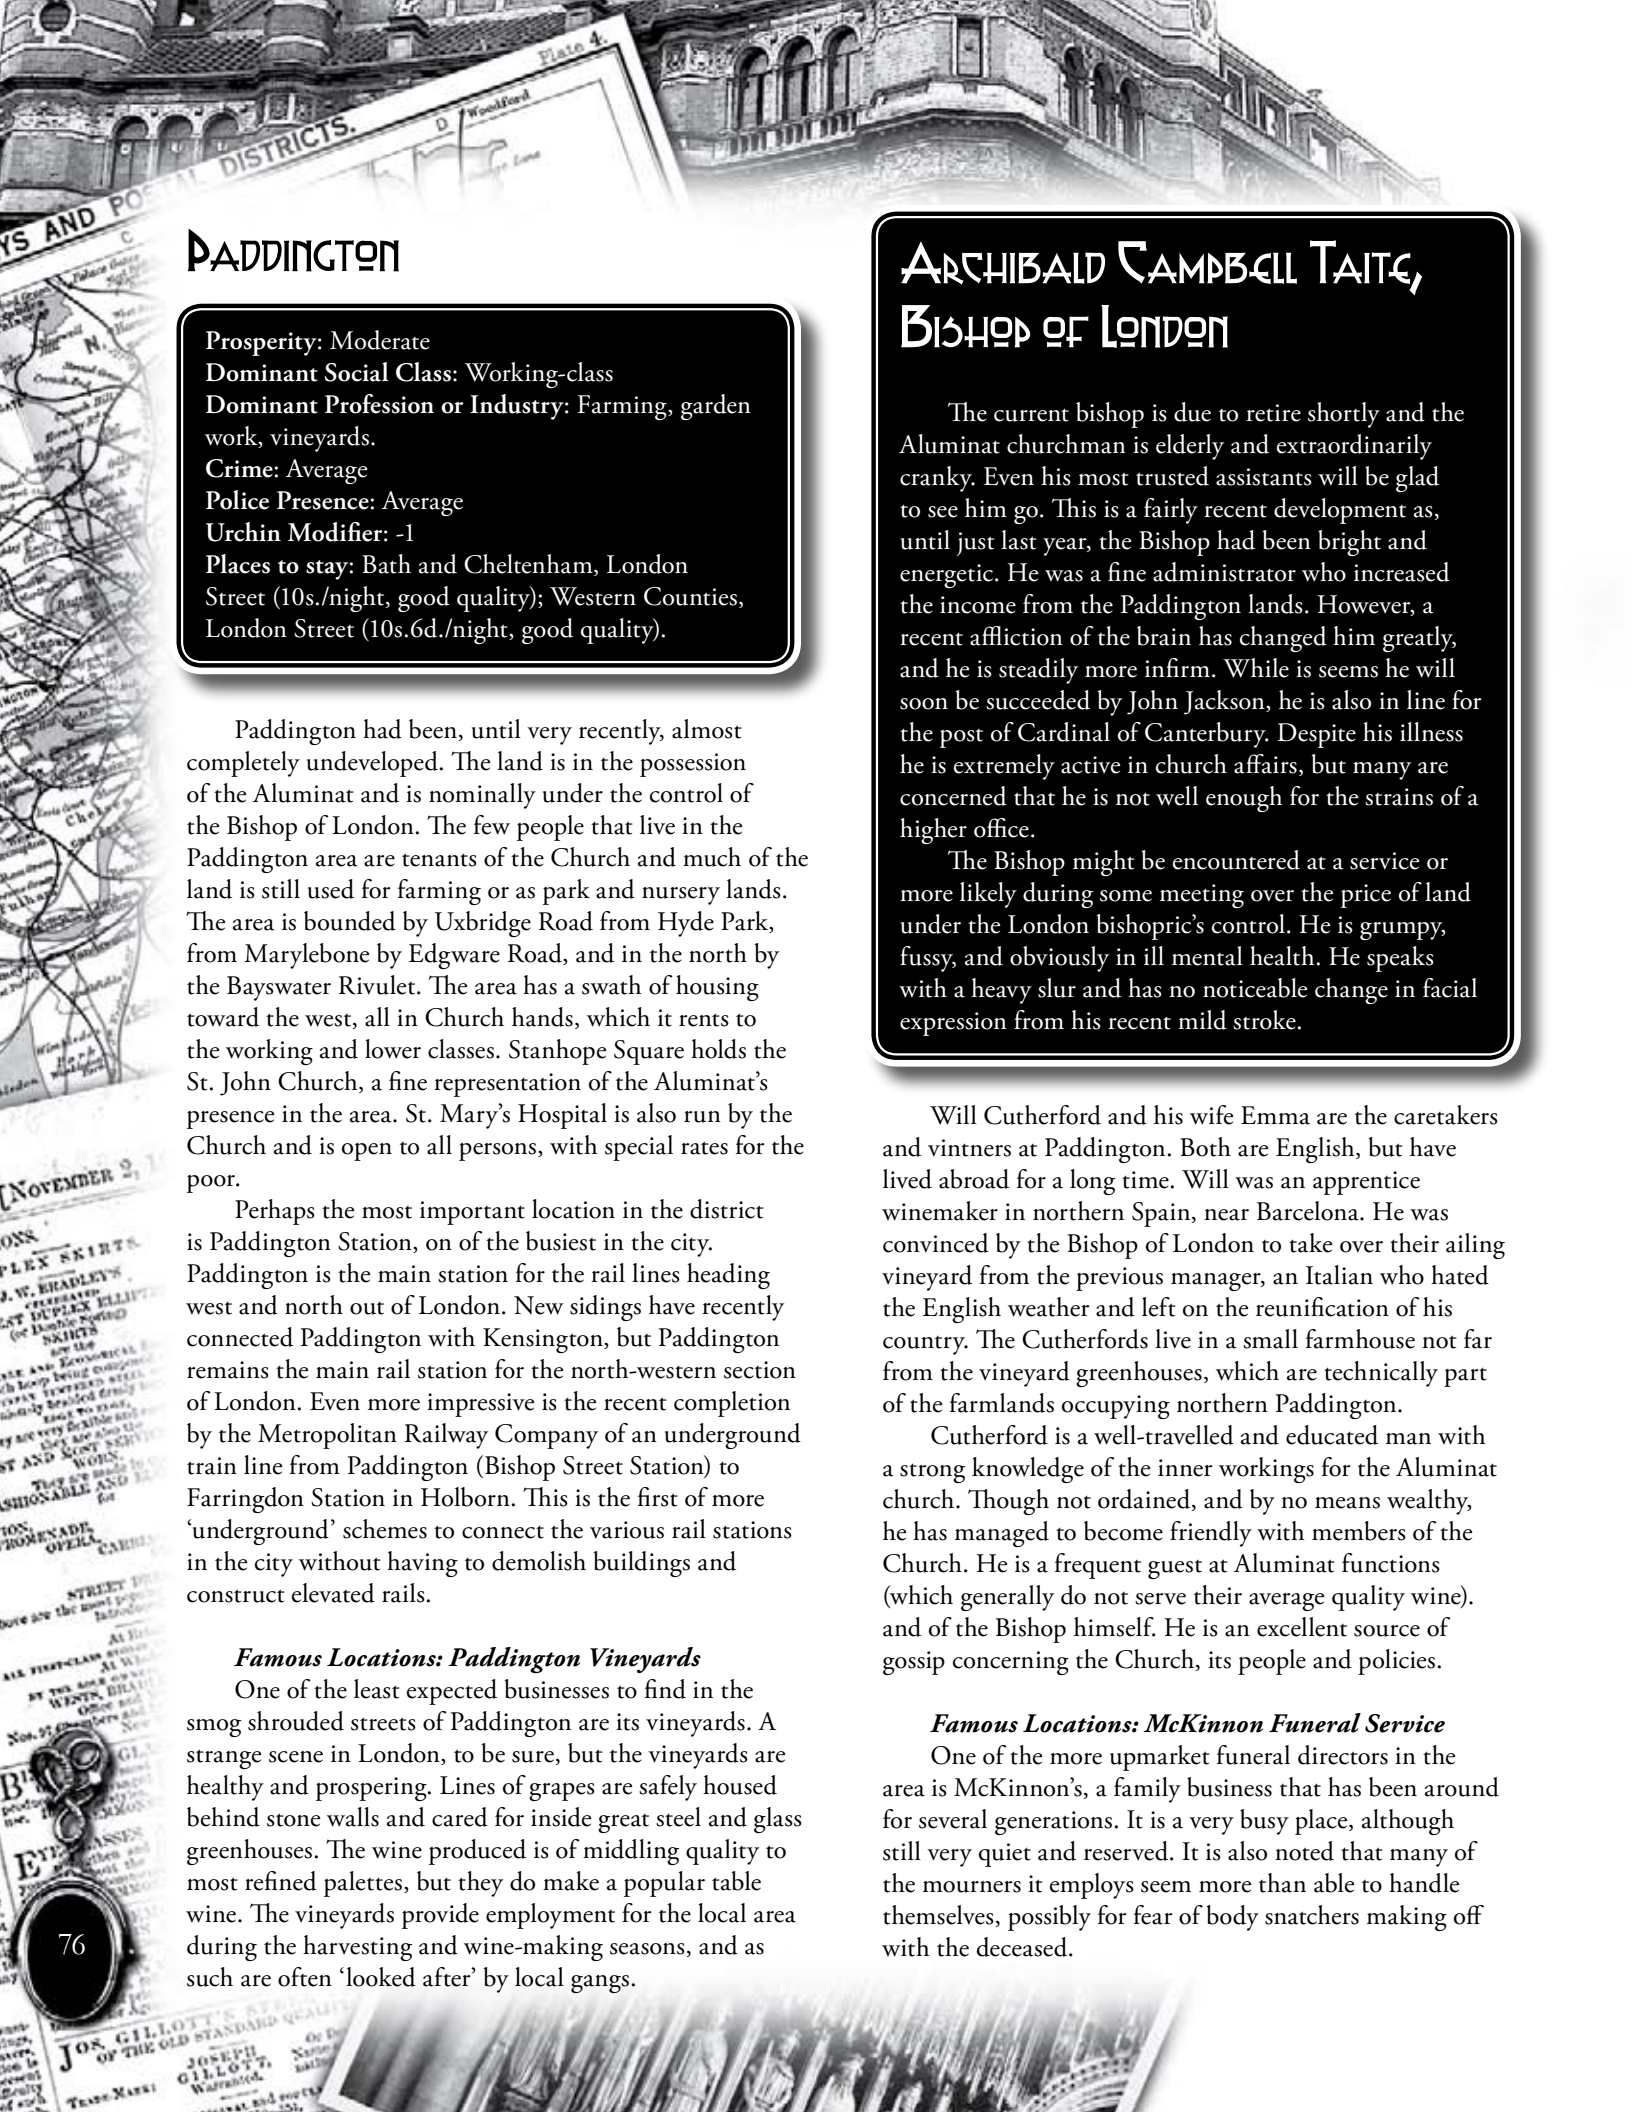 Plate 4.
DISTRICTS.
D
Woodford
YS AND POSTAL
C
N.
PADDINGTON
Prosperity: Moderate
Dominant Social Class: Working-class
Dominant Profession or Industry: Farming, garden
work, vineyards.
Crime: Average
Police Presence: Average
Urchin Modifier: -1
Places to stay: Bath and Cheltenham, London
Street (10s./night, good quality); Western Counties,
London Street (10s.6d./night, good quality).
Paddington had been, until very recently, almost
completely undeveloped. The land is in the possession
of the Aluminat and is nominally under the control of
the Bishop of London. The few people that live in the
Paddington area are tenants of the Church and much of the
land is still used for farming or as park and nursery lands.
The area is bounded by Uxbridge Road from Hyde Park,
from Marylebone by Edgware Road, and in the north by
the Bayswater Rivulet. The area has a swath of housing
toward the west, all in Church hands, which it rents to
the working and lower classes. Stanhope Square holds the
St. John Church, a fine representation of the Aluminat's
presence in the area. St. Mary's Hospital is also run by the
Church and is open to all persons, with special rates for the
poor.
Perhaps the most important location in the district
is Paddington Station, on of the busiest in the city.
Paddington is the main station for the rail lines heading
west and north out of London. New sidings have recently
connected Paddington with Kensington, but Paddington
remains the main rail station for the north-western section
of London. Even more impressive is the recent completion
by the Metropolitan Railway Company of an underground
train line from Paddington (Bishop Street Station) to
Farringdon Station in Holborn. This is the first of more
'underground' schemes to connect the various rail stations
in the city without having to demolish buildings and
construct elevated rails.
Famous Locations: Paddington Vineyards
One of the least expected businesses to find in the
smog shrouded streets of Paddington are its vineyards. A
strange scene in London, to be sure, but the vineyards are
healthy and prospering. Lines of grapes are safely housed
behind stone walls and cared for inside great steel and glass
greenhouses. The wine produced is of middling quality to
most refined palettes, but they do make a popular table
wine. The vineyards provide employment for the local area
during the harvesting and wine-making seasons, and as
such are often 'looked after' by local gangs.
ARCHIBALD CAMPBELL TAITE,
BISHOP OF LONDON
The current bishop is due to retire shortly and the
Aluminat churchman is elderly and extraordinarily
cranky. Even his most trusted assistants will be glad
to see him go. This is a fairly recent development as,
until just last year, the Bishop had been bright and
energetic. He was a fine administrator who increased
the income from the Paddington lands. However, a
recent affliction of the brain has changed him greatly,
and he is steadily more infirm. While is seems he will
soon be succeeded by John Jackson, he is also in line for
the post of Cardinal of Canterbury. Despite his illness
he is extremely active in church affairs, but many are
concerned that he is not well enough for the strains of a
higher office.
The Bishop might be encountered at a service or
more likely during some meeting over the price of land
under the London bishopric's control. He is grumpy,
fussy, and obviously in ill mental health. He speaks
with a heavy slur and has no noticeable change in facial
expression from his recent mild stroke.
Will Cutherford and his wife Emma are the caretakers
and vintners at Paddington. Both are English, but have
lived abroad for a long time. Will was an apprentice
winemaker in northern Spain, near Barcelona. He was
convinced by the Bishop of London to take over their ailing
vineyard from the previous manager, an Italian who hated
the English weather and left on the reunification of his
country. The Cutherfords live in a small farmhouse not far
from the vineyard greenhouses, which are technically part
of the farmlands occupying northern Paddington.
Cutherford is a well-travelled and educated man with
a strong knowledge of the inner workings for the Aluminat
church. Though not ordained, and by no means wealthy,
he has managed to become friendly with members of the
Church. He is a frequent guest at Aluminat functions
(which generally do not serve their average quality wine).
and of the Bishop himself. He is an excellent source of
gossip concerning the Church, its people and policies.
Famous Locations: McKinnon Funeral Service
One of the more upmarket funeral directors in the
area is McKinnon's, a family business that has been around
for several generations. It is a very busy place, although
still very quiet and reserved. It is also noted that many of
the mourners it employs seem more than able to handle
themselves, possibly for fear of body snatchers making off
with the deceased.
[NOVEMBER 2, 
PLEX SKIRTS
J. W. BRADLEY'S
SKIRTS
76
JOS. GILLOTT'S
OF THE OLD STANDARD QUALITY
JOSEPH
GILLOTT,
Warranted.
TRADE MARK: